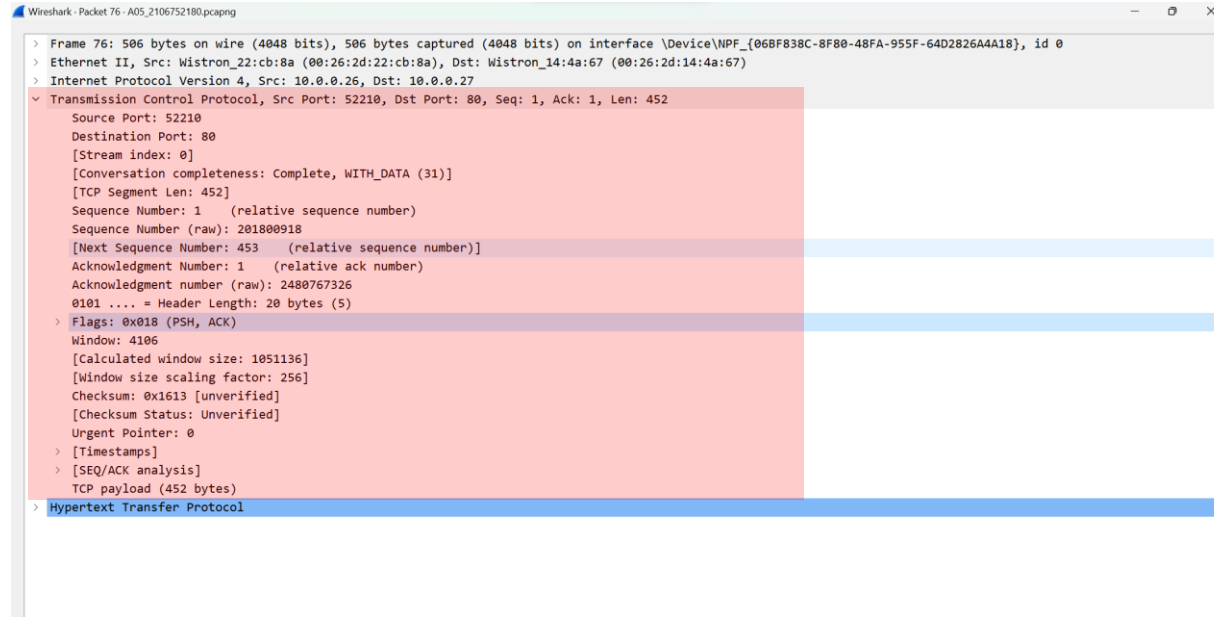 Wireshark · Packet 76 · A05_2106752180.pcapng
> Frame 76: 506 bytes on wire (4048 bits), 506 bytes captured (4048 bits) on interface \Device\NPF_{06BF838C-8F80-48FA-955F-64D2826A4A18}, id 0
> Ethernet II, Src: Wistron_22:cb:8a (00:26:2d:22:cb:8a), Dst: Wistron_14:4a:67 (00:26:2d:14:4a:67)
> Internet Protocol Version 4, Src: 10.0.0.26, Dst: 10.0.0.27
Transmission Control Protocol, Src Port: 52210, Dst Port: 80, Seq: 1, Ack: 1, Len: 452
Source Port: 52210
Destination Port: 80
[Stream index: 0]
[Conversation completeness: Complete, WITH_DATA (31)]
[TCP Segment Len: 452]
Sequence Number: 1 (relative sequence number)
Sequence Number (raw): 201800918
[Next Sequence Number: 453 (relative sequence number)]
Acknowledgment Number: 1 (relative ack number)
Acknowledgment number (raw): 2480767326
0101 .... = Header Length: 20 bytes (5)
> Flags: 0x018 (PSH, ACK)
Window: 4106
[Calculated window size: 1051136]
[Window size scaling factor: 256]
Checksum: 0x1613 [unverified]
[Checksum Status: Unverified]
Urgent Pointer: 0
> [Timestamps]
> [SEQ/ACK analysis]
TCP payload (452 bytes)
> Hypertext Transfer Protocol